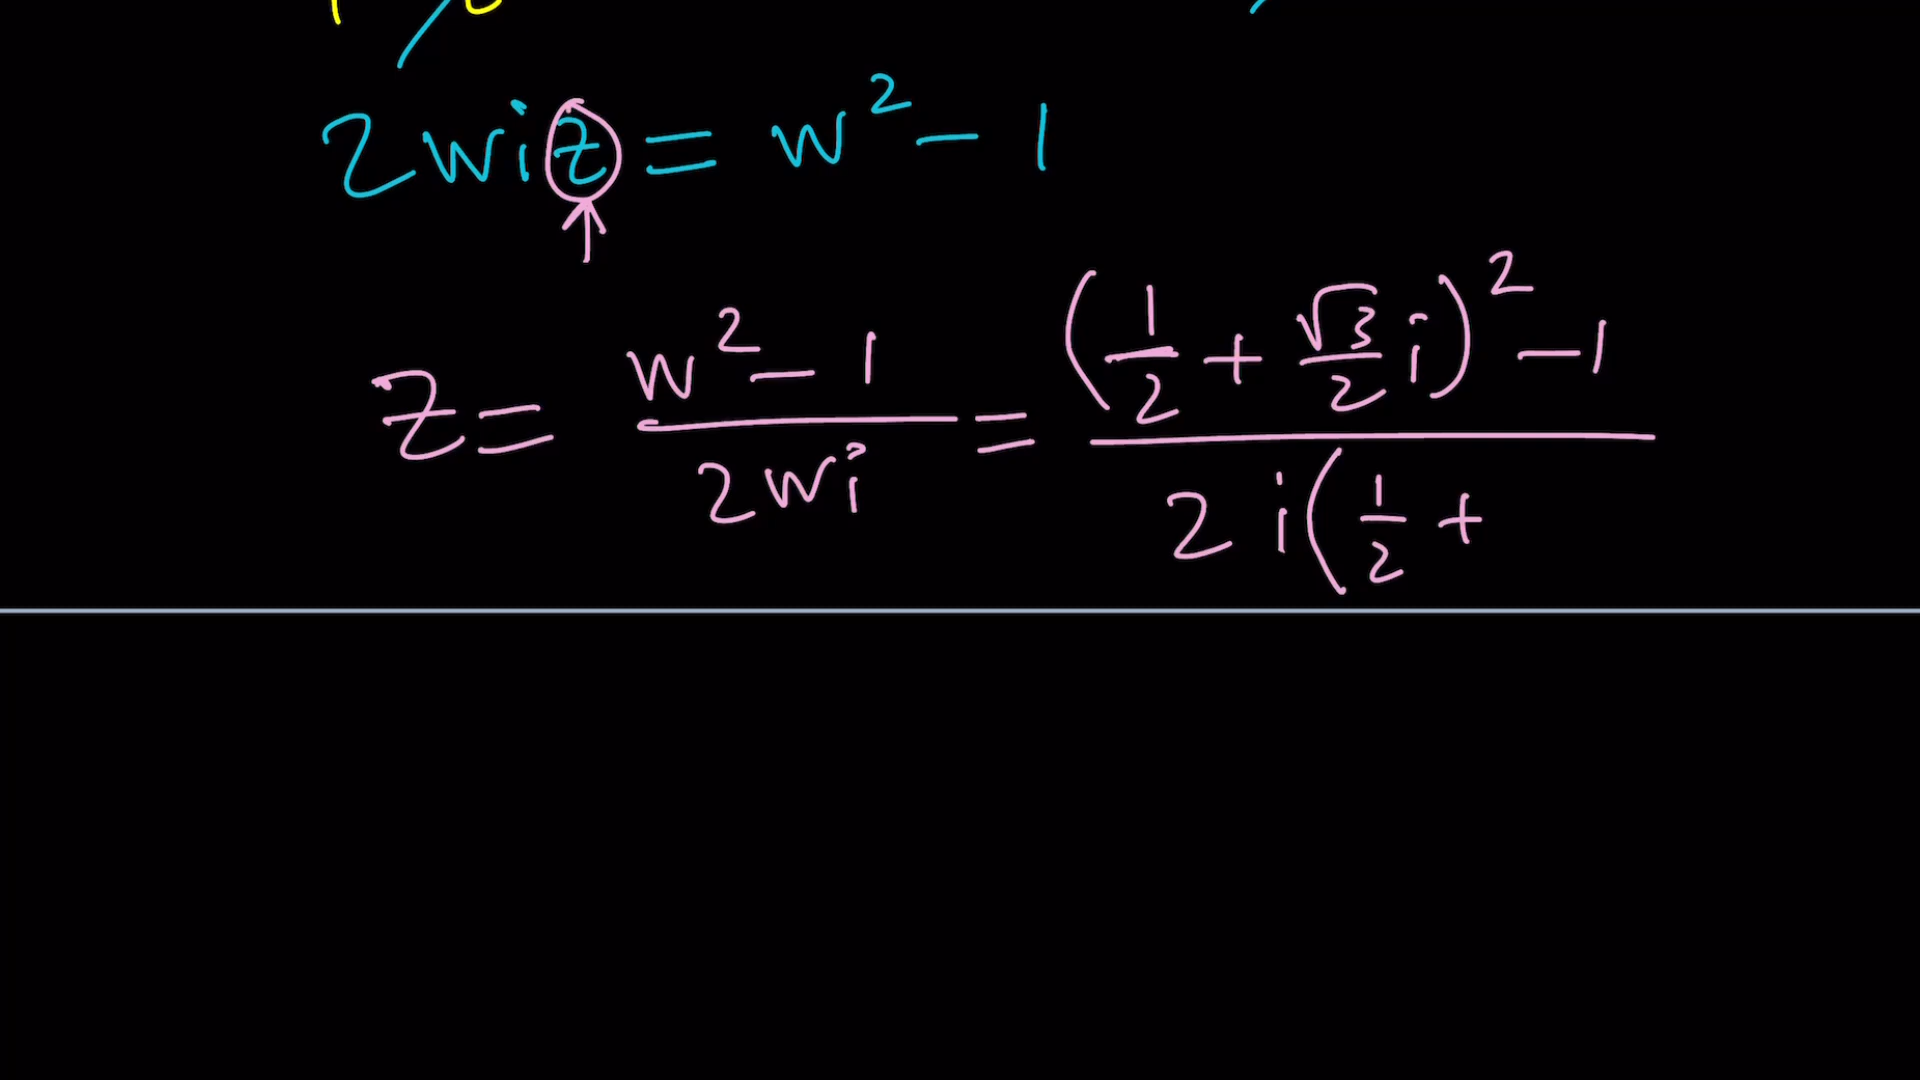 2wiz = w² - 1
z = (w² - 1)/(2wi) = ((1/2 + √3/2 i)² - 1)/(2i(1/2 +